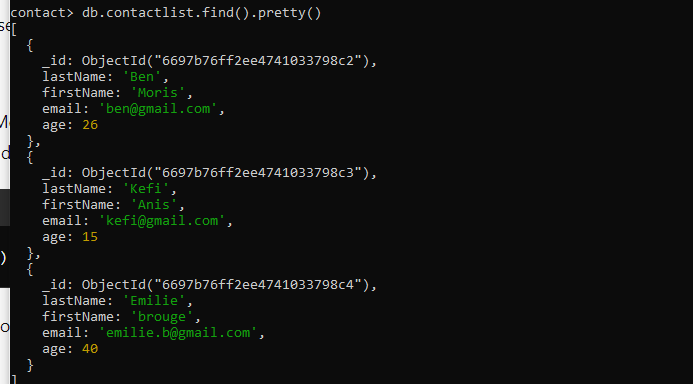 se
contact> db.contactlist.find().pretty()
[
  {
    _id: ObjectId("6697b76ff2ee4741033798c2"),
    lastName: 'Ben',
    firstName: 'Moris',
    email: 'ben@gmail.com',
    age: 26
  },
  {
    _id: ObjectId("6697b76ff2ee4741033798c3"),
    lastName: 'Kefi',
    firstName: 'Anis',
    email: 'kefi@gmail.com',
    age: 15
  },
  {
    _id: ObjectId("6697b76ff2ee4741033798c4"),
    lastName: 'Emilie',
    firstName: 'brouge',
    email: 'emilie.b@gmail.com',
    age: 40
  }
]